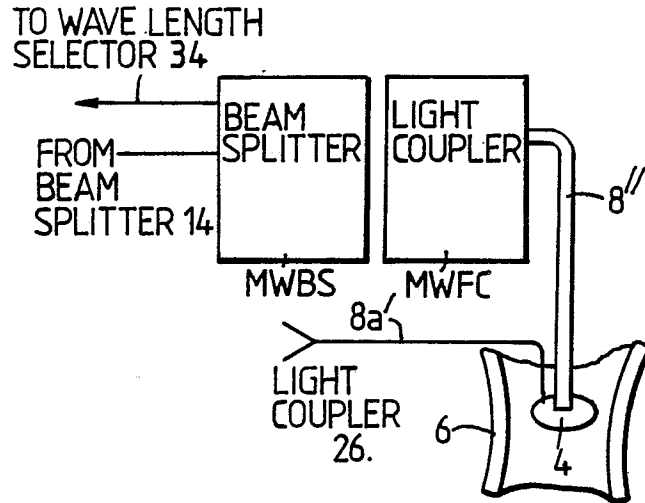 TO WAVE LENGTH
SELECTOR 34
BEAM
SPLITTER
LIGHT
COUPLER
FROM
BEAM
SPLITTER 14
8''
MWBS
MWFC
8a'
LIGHT
COUPLER
26.
6
4